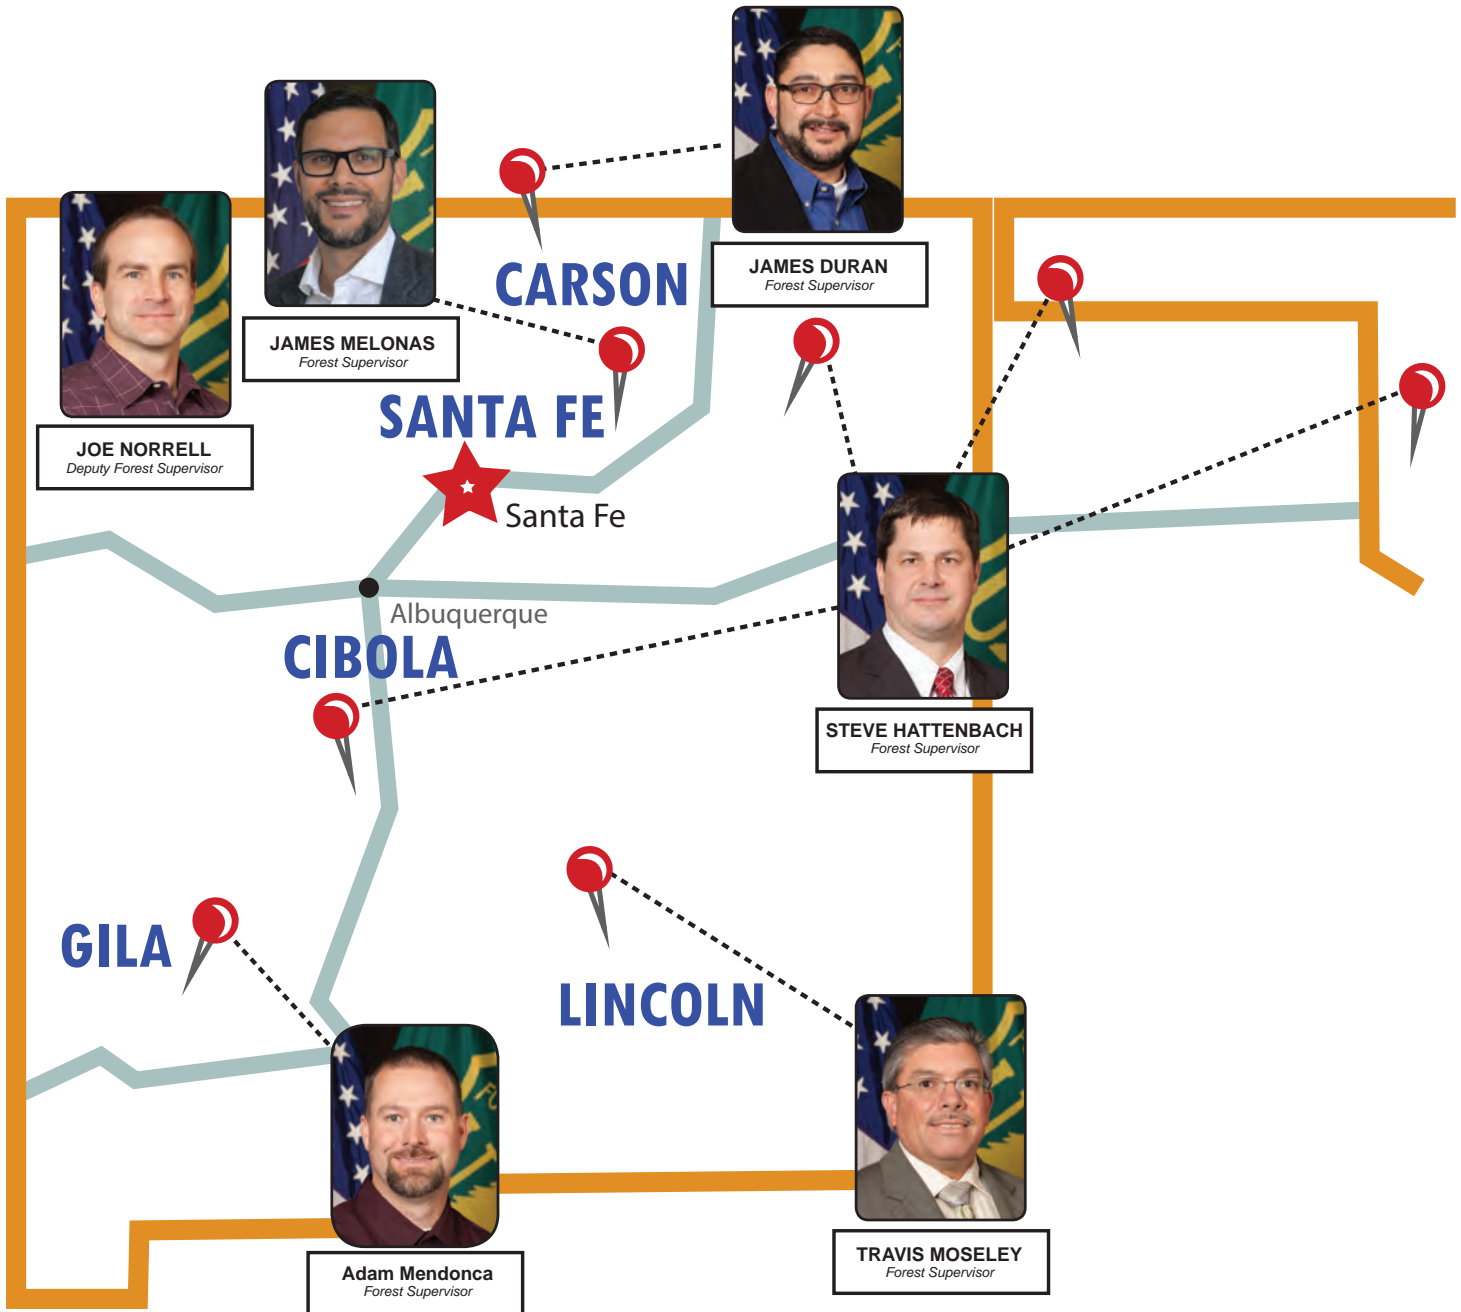 CARSON
JAMES DURAN
Forest Supervisor
JAMES MELONAS
Forest Supervisor
SANTA FE
JOE NORRELL
Deputy Forest Supervisor
Santa Fe
Albuquerque
CIBOLA
STEVE HATTENBACH
Forest Supervisor
GILA
LINCOLN
TRAVIS MOSELEY
Forest Supervisor
Adam Mendonca
Forest Supervisor